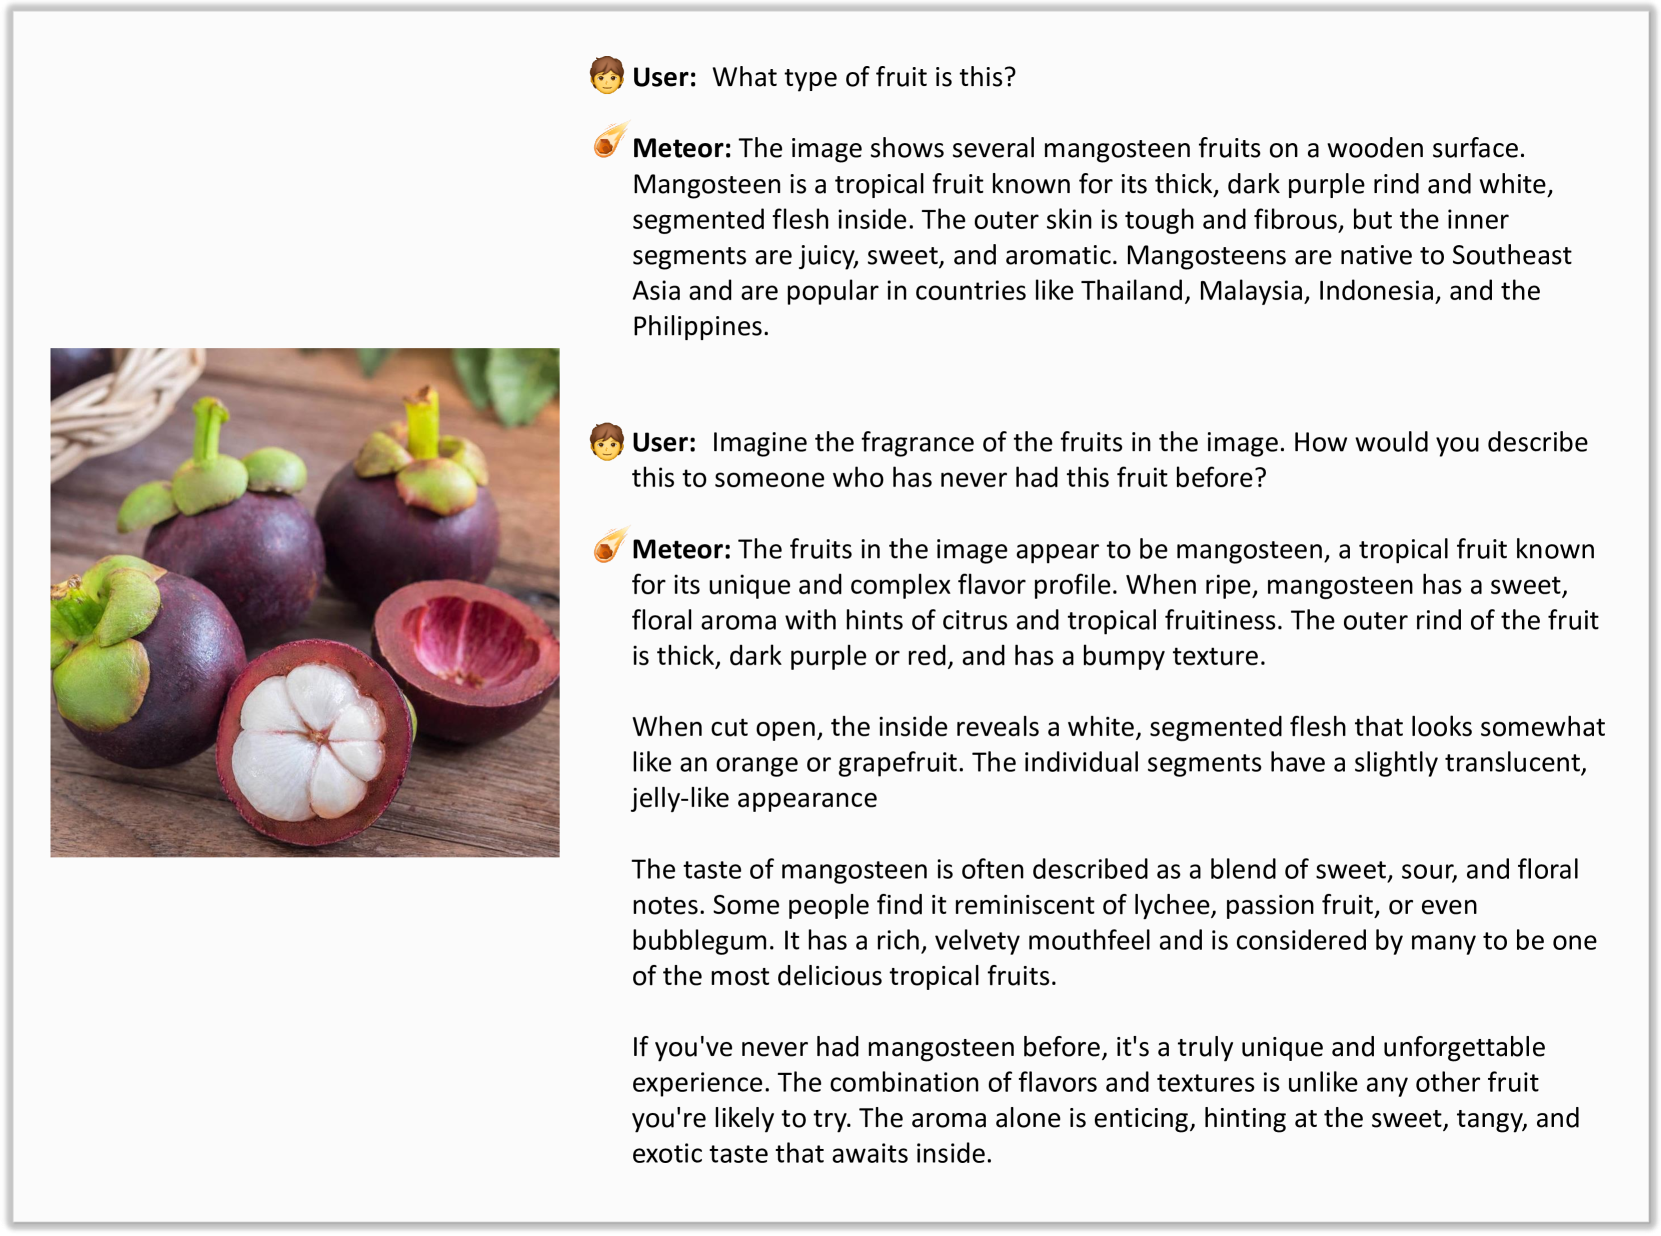 User: What type of fruit is this?
Meteor: The image shows several mangosteen fruits on a wooden surface.
Mangosteen is a tropical fruit known for its thick, dark purple rind and white,
segmented flesh inside. The outer skin is tough and fibrous, but the inner
segments are juicy, sweet, and aromatic. Mangosteens are native to Southeast
Asia and are popular in countries like Thailand, Malaysia, Indonesia, and the
Philippines.
User: Imagine the fragrance of the fruits in the image. How would you describe
this to someone who has never had this fruit before?
Meteor: The fruits in the image appear to be mangosteen, a tropical fruit known
for its unique and complex flavor profile. When ripe, mangosteen has a sweet,
floral aroma with hints of citrus and tropical fruitiness. The outer rind of the fruit
is thick, dark purple or red, and has a bumpy texture.
When cut open, the inside reveals a white, segmented flesh that looks somewhat
like an orange or grapefruit. The individual segments have a slightly translucent,
jelly-like appearance
The taste of mangosteen is often described as a blend of sweet, sour, and floral
notes. Some people find it reminiscent of lychee, passion fruit, or even
bubblegum. It has a rich, velvety mouthfeel and is considered by many to be one
of the most delicious tropical fruits.
If you've never had mangosteen before, it's a truly unique and unforgettable
experience. The combination of flavors and textures is unlike any other fruit
you're likely to try. The aroma alone is enticing, hinting at the sweet, tangy, and
exotic taste that awaits inside.